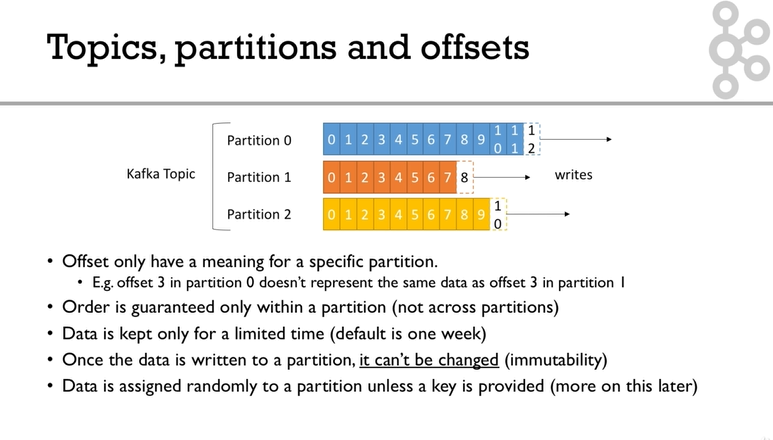 Topics, partitions and offsets
Kafka Topic
Partition 0
0 1 2 3 4 5 6 7 8 9 10 11 12
Partition 1
0 1 2 3 4 5 6 7 8
writes
Partition 2
0 1 2 3 4 5 6 7 8 9 10
• Offset only have a meaning for a specific partition.
• E.g. offset 3 in partition 0 doesn't represent the same data as offset 3 in partition 1
• Order is guaranteed only within a partition (not across partitions)
• Data is kept only for a limited time (default is one week)
• Once the data is written to a partition, it can't be changed (immutability)
• Data is assigned randomly to a partition unless a key is provided (more on this later)